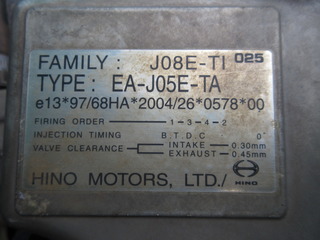 FAMILY : J08E-TI 025
TYPE : EA-J05E-TA
e13*97/68HA*2004/26*0578*00
FIRING ORDER 1-3-4-2
INJECTION TIMING B.T.D.C 0°
VALVE CLEARANCE INTAKE 0.30mm
EXHAUST 0.45mm
HINO MOTORS, LTD. HINO